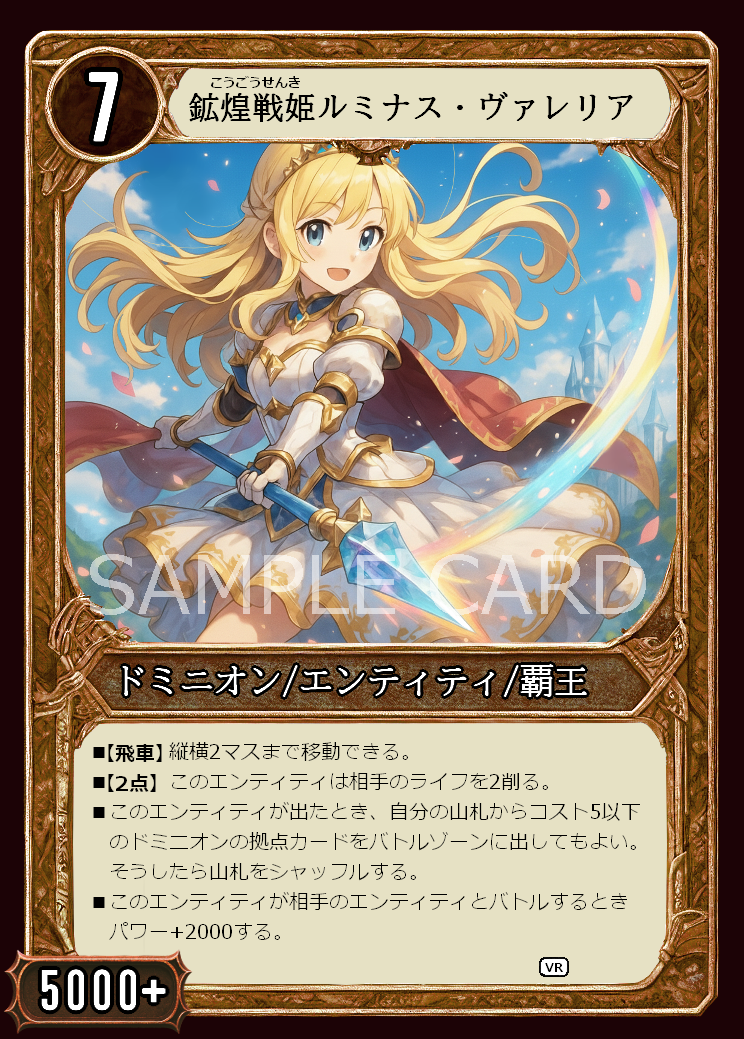 7
こうごうせんき
鉱煌戦姫ルミナス・ヴァレリア
SAMPLE CARD
ドミニオン/エンティティ/覇王
■【飛車】縦横2マスまで移動できる。
■【2点】このエンティティは相手のライフを2削る。
■このエンティティが出たとき、自分の山札からコスト5以下
のドミニオンの拠点カードをバトルゾーンに出してもよい。
そうしたら山札をシャッフルする。
■このエンティティが相手のエンティティとバトルするとき
パワー+2000する。
VR
5000+